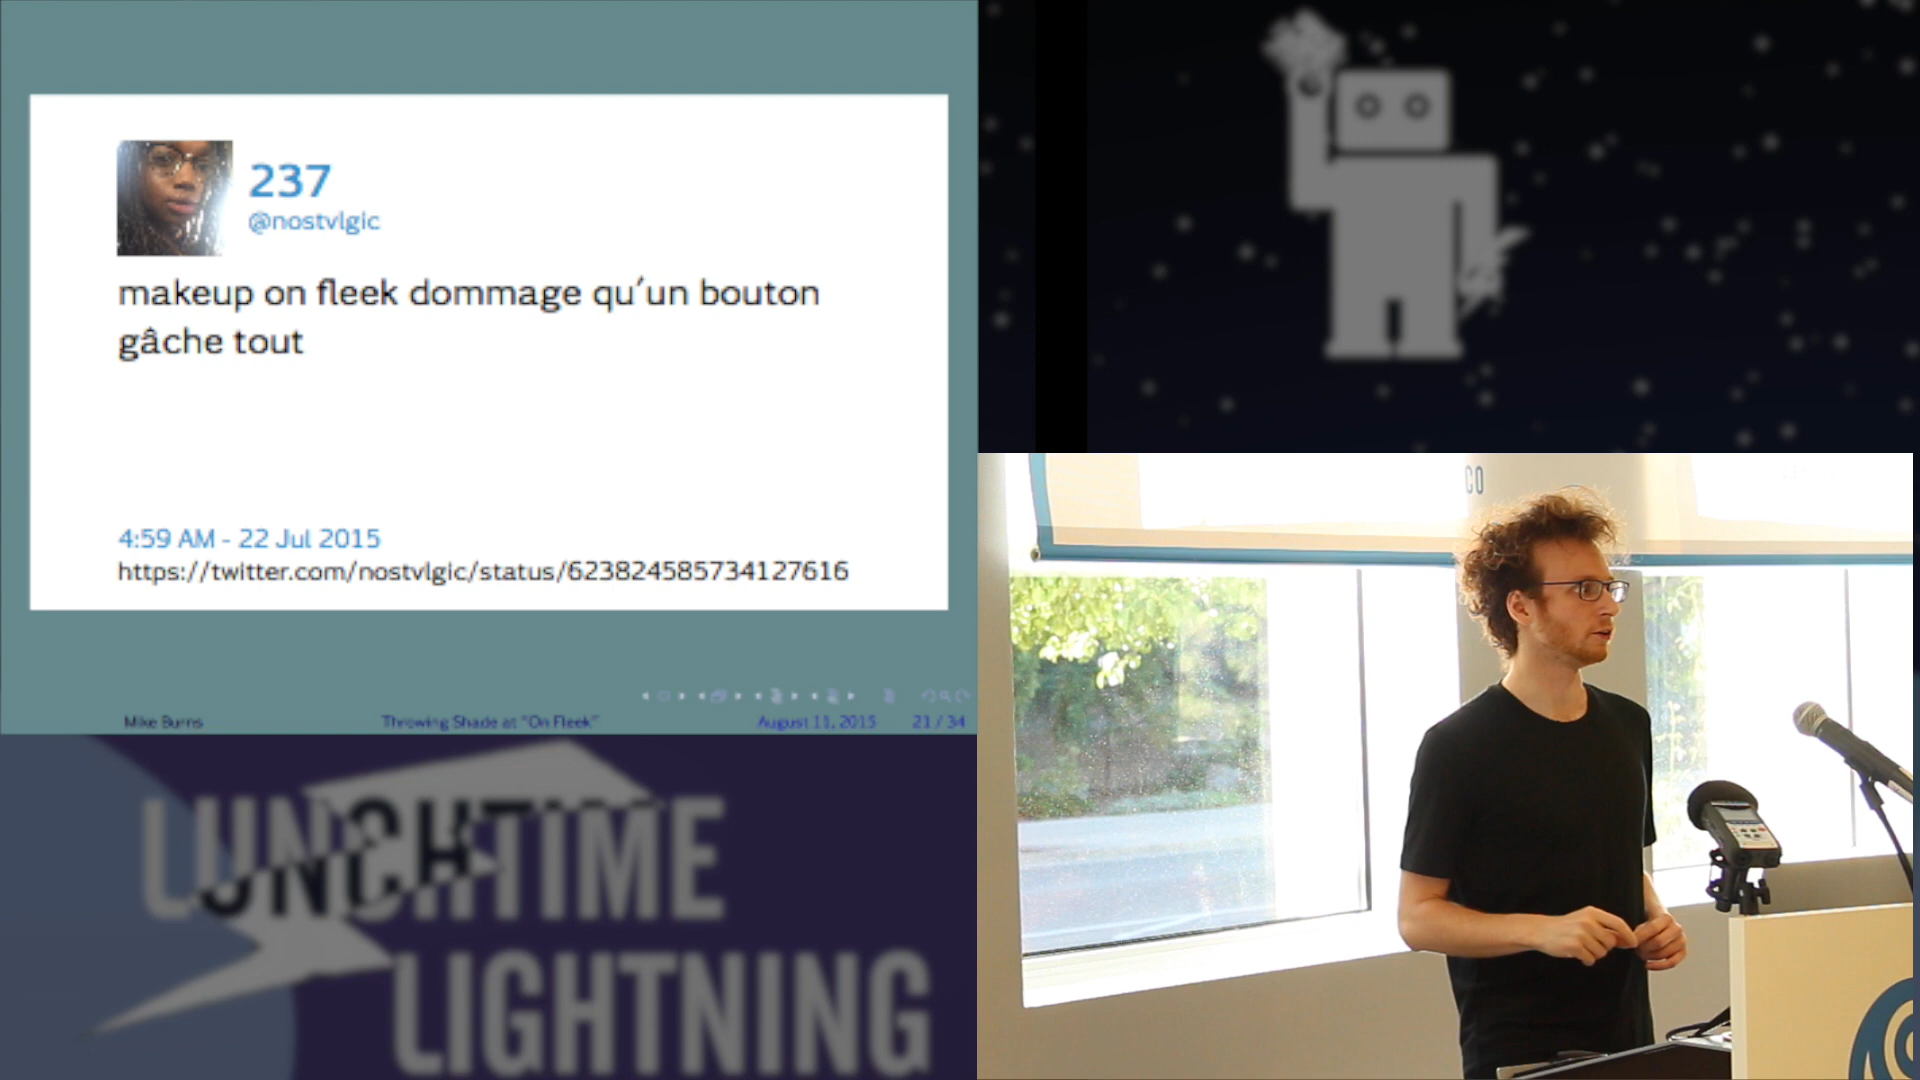 237
@nostvlgic
makeup on fleek dommage qu'un bouton
gâche tout
4:59 AM - 22 Jul 2015
https://twitter.com/nostvlgic/status/623824585734127616
Mike Burns
Throwing Shade at "On Fleek"
August 11, 2015
21 / 34
LUNCHTIME
LIGHTNING
CO